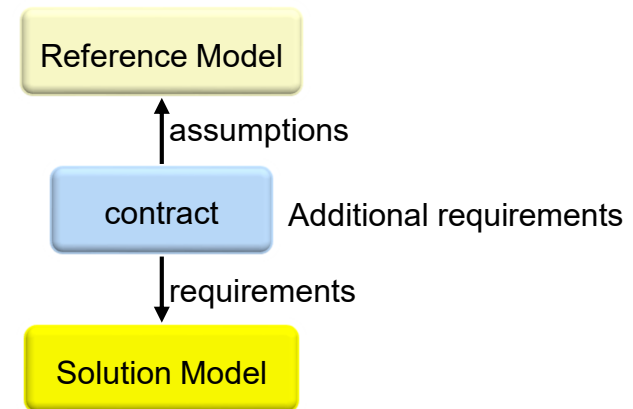 Reference Model
assumptions
contract
Additional requirements
requirements
Solution Model